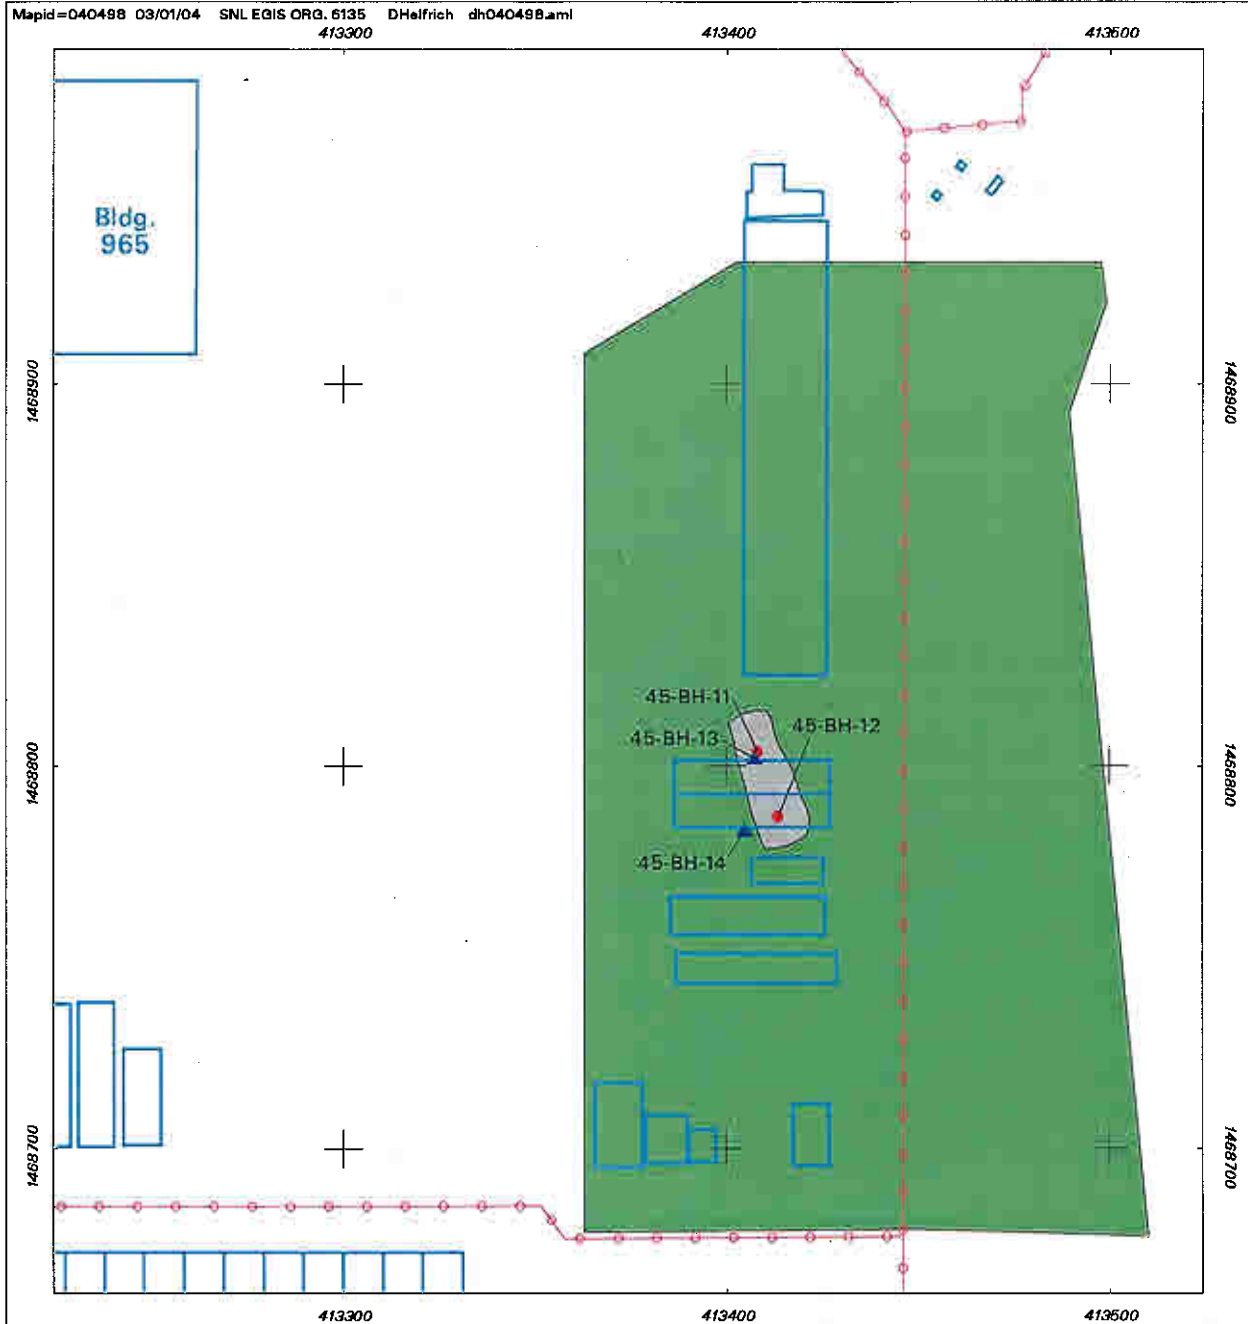 Mapid=040498 03/01/04 SNL EGIS ORG. 6135 DHelfrich dh040498.aml
413300
413400
413500
Bldg.
965
1468900
1468900
45-BH-11
45-BH-12
45-BH-13
1468800
1468800
45-BH-14
1468700
1468700
413300
413400
413500